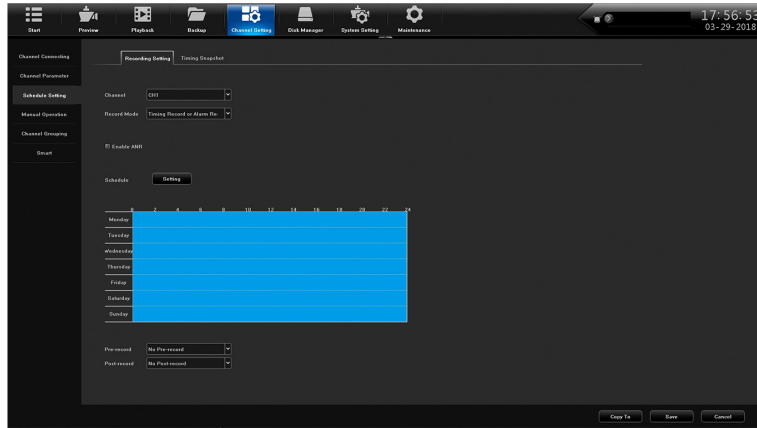 Start Preview Playback Backup Channel Setting Disk Manager System Setting Maintenance
17:56:53
03-29-2018
Channel Connecting
Channel Parameter
Schedule Setting
Manual Operation
Channel Grouping
Smart
Recording Setting Timing Snapshot
Channel CH1
Record Mode Timing Record or Alarm Re
Enable ANR
Schedule Setting
0 2 4 6 8 10 12 14 16 18 20 22 24
Monday
Tuesday
Wednesday
Thursday
Friday
Saturday
Sunday
Pre-record No Pre-record
Post-record No Post-record
Copy To Save Cancel